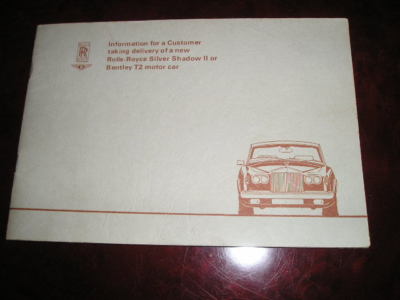 Information for a Customer
taking delivery of a new
Rolls-Royce Silver Shadow II or
Bentley T2 motor car